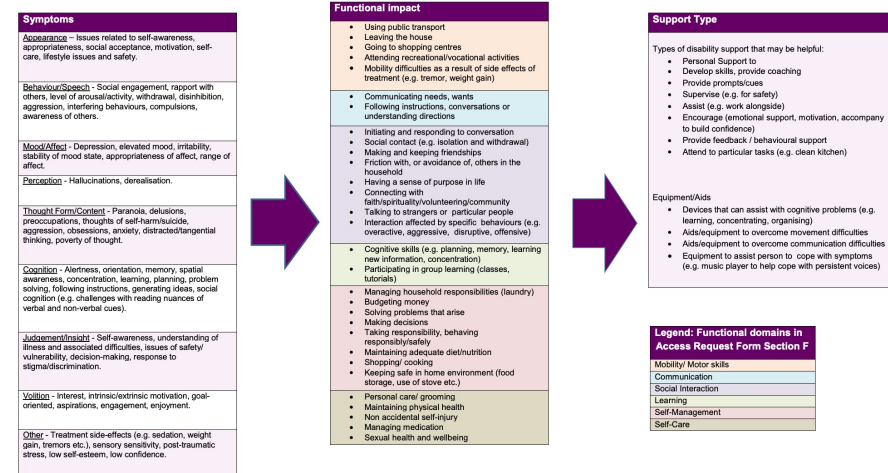 Symptoms
Appearance – Issues related to self-awareness,
appropriateness, social acceptance, motivation, self-
care, lifestyle issues and safety.
Behaviour/Speech - Social engagement, rapport with
others, level of arousal/activity, withdrawal, disinhibition,
aggression, interfering behaviours, compulsions,
awareness of others.
Mood/Affect - Depression, elevated mood, irritability,
stability of mood state, appropriateness of affect, range of
affect.
Perception - Hallucinations, derealisation.
Thought Form/Content - Paranoia, delusions,
preoccupations, thoughts of self-harm/suicide,
aggression, obsessions, anxiety, distracted/tangential
thinking, poverty of thought.
Cognition - Alertness, orientation, memory, spatial
awareness, concentration, learning, planning, problem
solving, following instructions, generating ideas, social
cognition (e.g. challenges with reading nuances of
verbal and non-verbal cues).
Judgement/Insight - Self-awareness, understanding of
illness and associated difficulties, issues of safety/
vulnerability, decision-making, response to
stigma/discrimination.
Volition - Interest, intrinsic/extrinsic motivation, goal-
oriented, aspirations, engagement, enjoyment.
Other - Treatment side-effects (e.g. sedation, weight
gain, tremors etc.), sensory sensitivity, post-traumatic
stress, low self-esteem, low confidence.
Functional impact
• Using public transport
• Leaving the house
• Going to shopping centres
• Attending recreational/vocational activities
• Mobility difficulties as a result of side effects of
treatment (e.g. tremor, weight gain)
• Communicating needs, wants
• Following instructions, conversations or
understanding directions
• Initiating and responding to conversation
• Social contact (e.g. isolation and withdrawal)
• Making and keeping friendships
• Friction with, or avoidance of, others in the
household
• Having a sense of purpose in life
• Connecting with
faith/spirituality/volunteering/community
• Talking to strangers or particular people
• Interaction affected by specific behaviours (e.g.
overactive, aggressive, disruptive, offensive)
• Cognitive skills (e.g. planning, memory, learning
new information, concentration)
• Participating in group learning (classes,
tutorials)
• Managing household responsibilities (laundry)
• Budgeting money
• Solving problems that arise
• Making decisions
• Taking responsibility, behaving
responsibly/safely
• Maintaining adequate diet/nutrition
• Shopping/ cooking
• Keeping safe in home environment (food
storage, use of stove etc.)
• Personal care/ grooming
• Maintaining physical health
• Non accidental self-injury
• Managing medication
• Sexual health and wellbeing
Support Type
Types of disability support that may be helpful:
• Personal Support to
• Develop skills, provide coaching
• Provide prompts/cues
• Supervise (e.g. for safety)
• Assist (e.g. work alongside)
• Encourage (emotional support, motivation, accompany
to build confidence)
• Provide feedback / behavioural support
• Attend to particular tasks (e.g. clean kitchen)
Equipment/Aids
• Devices that can assist with cognitive problems (e.g.
learning, concentrating, organising)
• Aids/equipment to overcome movement difficulties
• Aids/equipment to overcome communication difficulties
• Equipment to assist person to cope with symptoms
(e.g. music player to help cope with persistent voices)
Legend: Functional domains in
Access Request Form Section F
Mobility/ Motor skills
Communication
Social Interaction
Learning
Self-Management
Self-Care